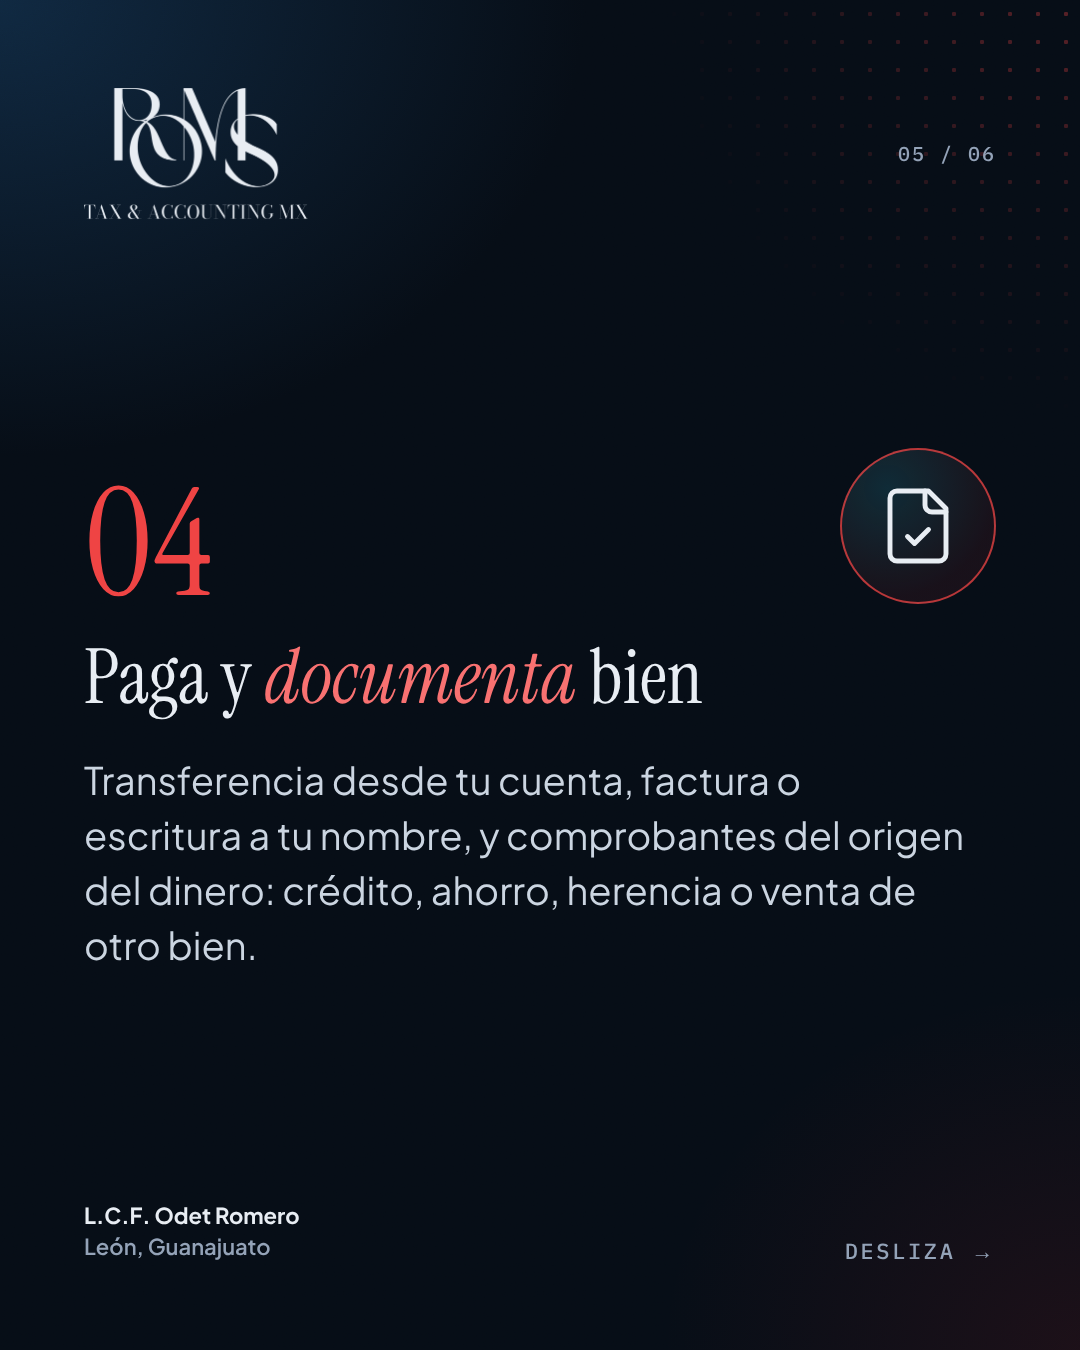 ROMS
TAX & ACCOUNTING MX
05 / 06
04
Paga y documenta bien
Transferencia desde tu cuenta, factura o
escritura a tu nombre, y comprobantes del origen
del dinero: crédito, ahorro, herencia o venta de
otro bien.
L.C.F. Odet Romero
León, Guanajuato
DESLIZA →